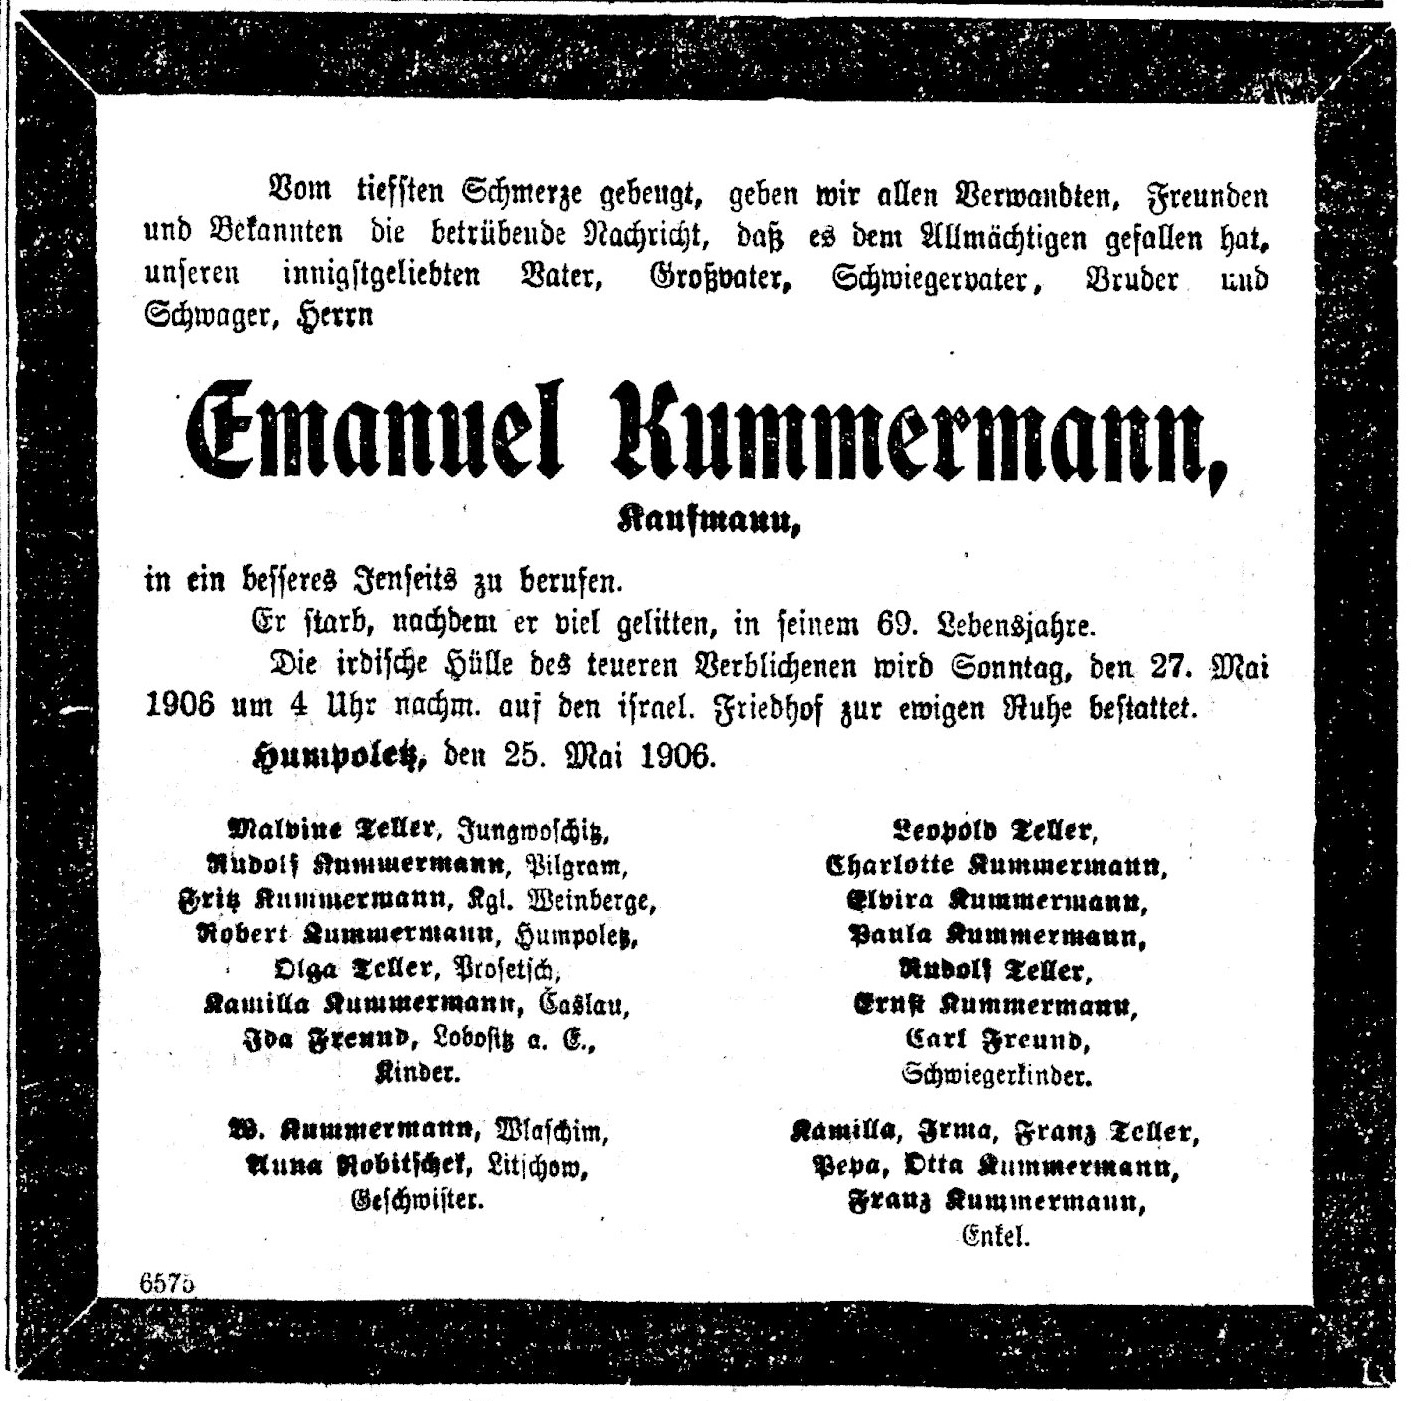 Vom tiefsten Schmerze gebeugt, geben wir allen Verwandten, Freunden
und Bekannten die betrübende Nachricht, daß es dem Allmächtigen gefallen hat,
unseren innigstgeliebten Vater, Großvater, Schwiegervater, Bruder und
Schwager, Herrn
Emanuel Kummermann,
Kaufmann,
in ein besseres Jenseits zu berufen.
Er starb, nachdem er viel gelitten, in seinem 69. Lebensjahre.
Die irdische Hülle des teueren Verblichenen wird Sonntag, den 27. Mai
1906 um 4 Uhr nachm. auf den israel. Friedhof zur ewigen Ruhe bestattet.
Humpoletz, den 25. Mai 1906.
Malvine Teller, Jungwoschitz,
Rudolf Kummermann, Pilgram,
Fritz Kummermann, Kgl. Weinberge,
Robert Kummermann, Humpoletz,
Olga Teller, Prosetsch,
Kamilla Kummermann, Časlau,
Ida Freund, Lobositz a. E.,
Kinder.
Leopold Teller,
Charlotte Kummermann,
Elvira Kummermann,
Paula Kummermann,
Rudolf Teller,
Ernst Kummermann,
Carl Freund,
Schwiegerkinder.
W. Kummermann, Wlaschim,
Anna Robitschek, Litschow,
Geschwister.
Kamilla, Irma, Franz Teller,
Pepa, Otta Kummermann,
Franz Kummermann,
Enkel.
6575